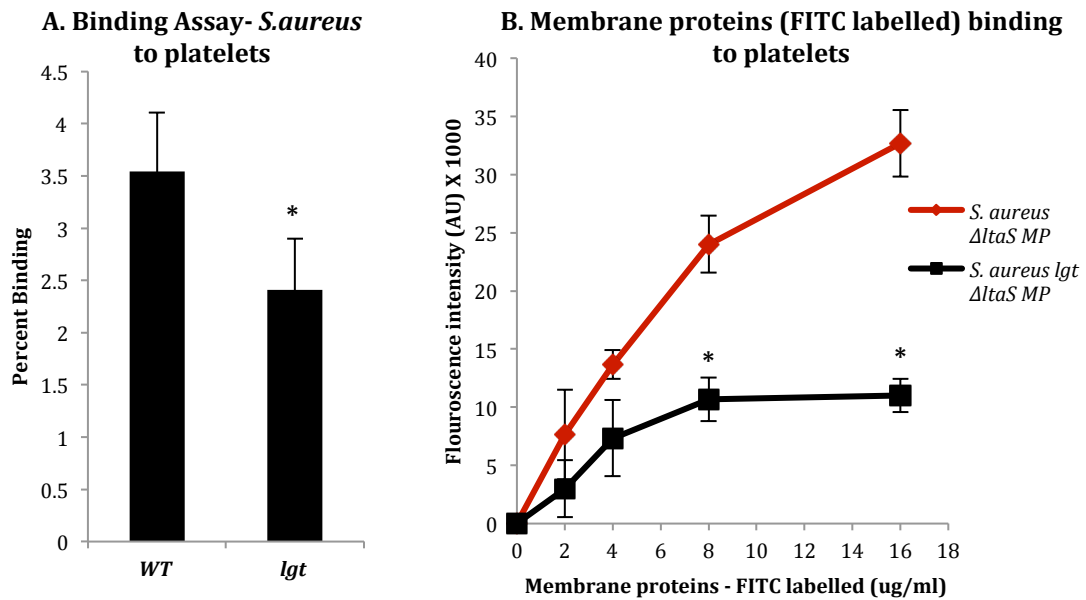 A. Binding Assay- S.aureus
to platelets
4.5
4
3.5
3
2.5
2
1.5
1
0.5
0
Percent Binding
*
WT
lgt
B. Membrane proteins (FITC labelled) binding
to platelets
40
35
30
25
20
15
10
5
0
Flouroscence intensity (AU) X 1000
*
*
0
2
4
6
8
10
12
14
16
18
Membrane proteins - FITC labelled (ug/ml)
S. aureus
ΔltaS MP
S. aureus lgt
ΔltaS MP